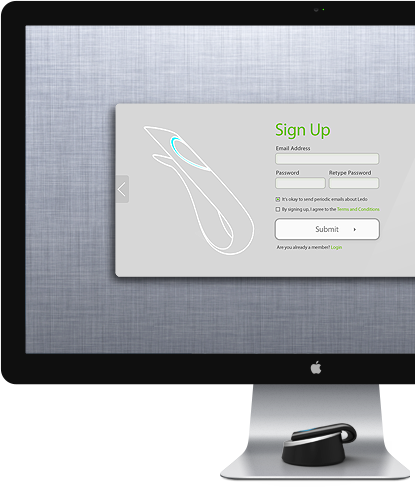 Sign Up
Email Address
Password Retype Password
It's okay to send periodic emails about Ledo
By signing up, I agree to the Terms and Conditions
Submit
Are you already a member? Login